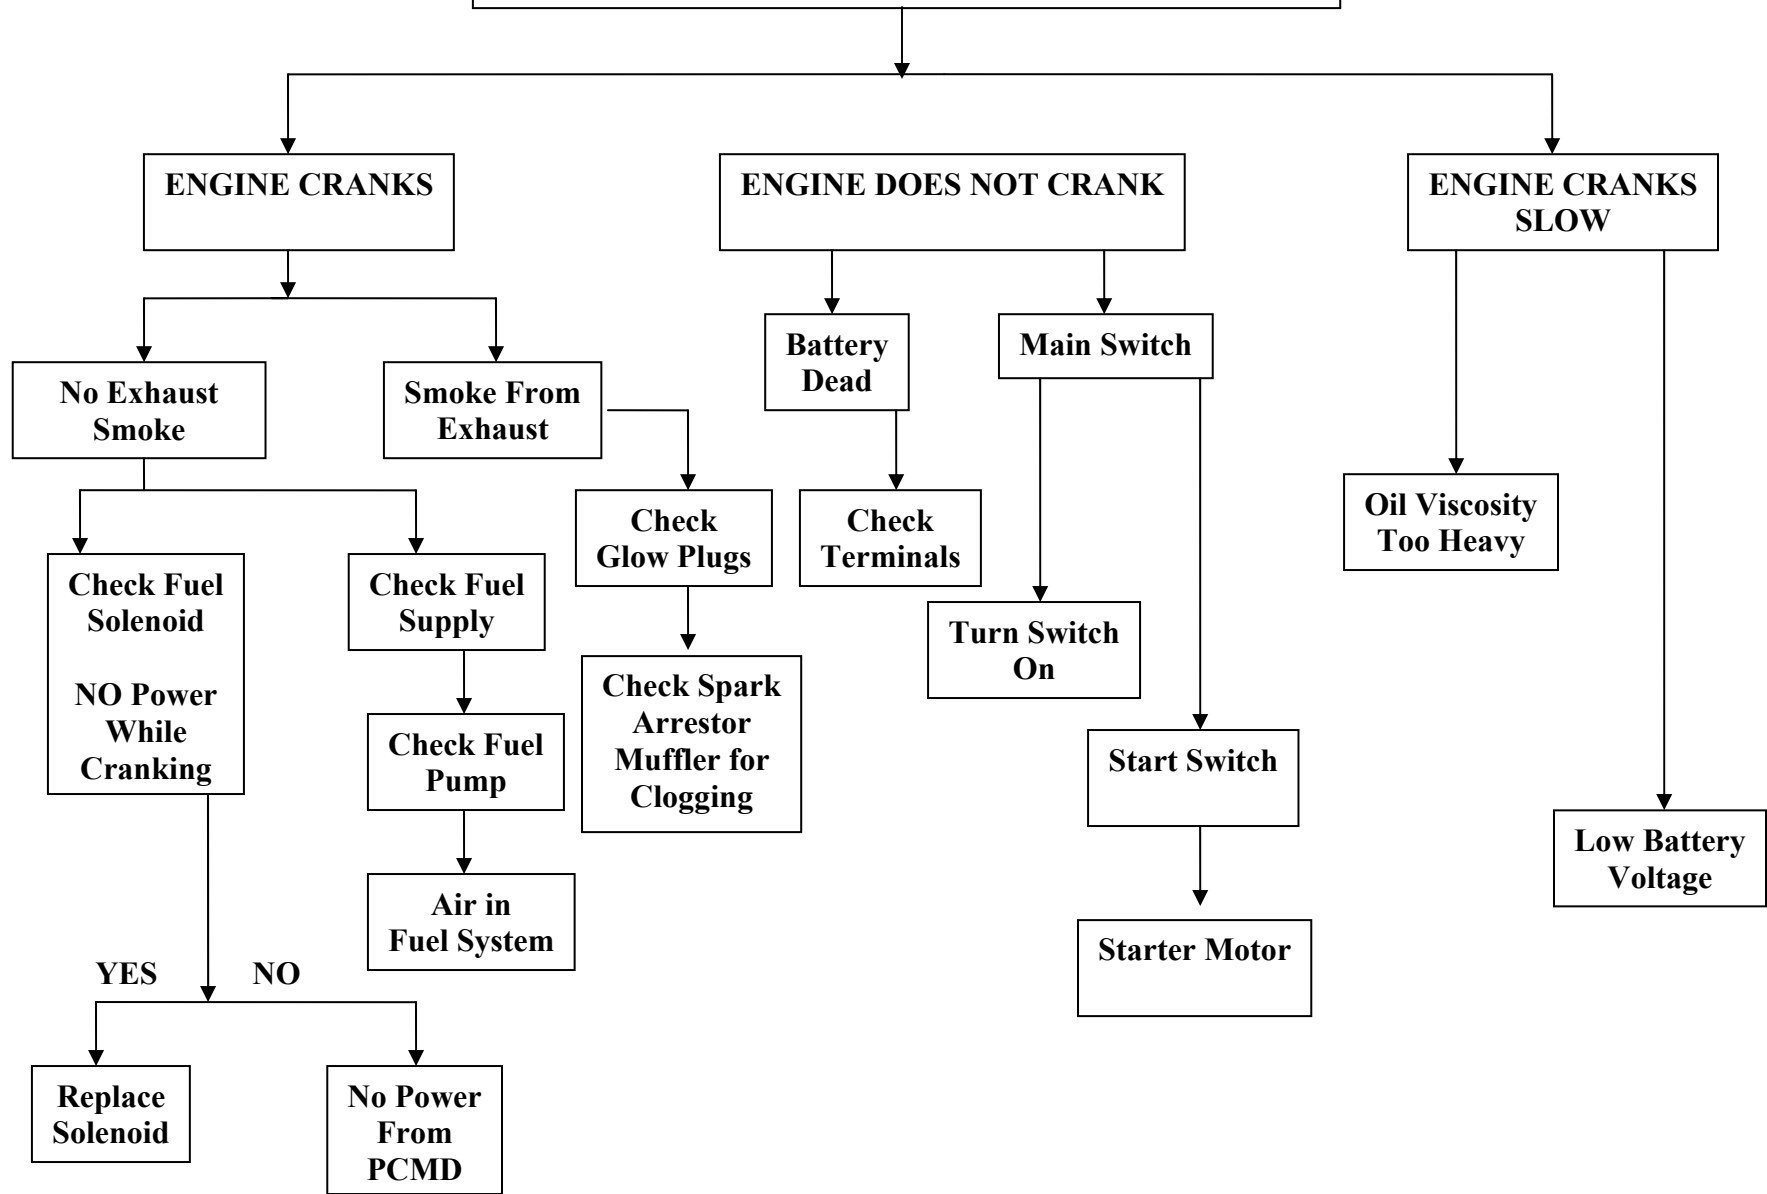 ENGINE CRANKS
ENGINE DOES NOT CRANK
ENGINE CRANKS
SLOW
No Exhaust
Smoke
Smoke From
Exhaust
Battery
Dead
Main Switch
Check
Glow Plugs
Check
Terminals
Oil Viscosity
Too Heavy
Check Fuel
Solenoid
NO Power
While
Cranking
Check Fuel
Supply
Turn Switch
On
Check Spark
Arrestor
Muffler for
Clogging
Check Fuel
Pump
Start Switch
Low Battery
Voltage
Air in
Fuel System
Starter Motor
YES
NO
Replace
Solenoid
No Power
From
PCMD